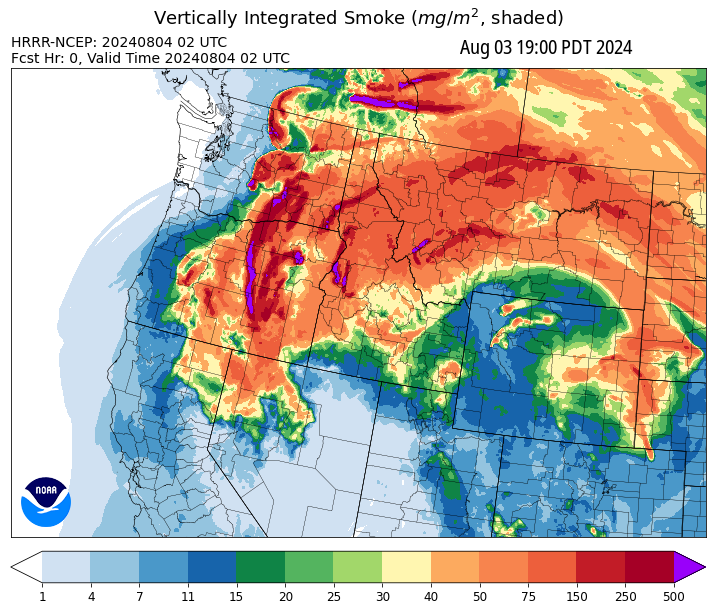 Vertically Integrated Smoke (mg/m², shaded)
HRRR-NCEP: 20240804 02 UTC
Fcst Hr: 0, Valid Time 20240804 02 UTC
Aug 03 19:00 PDT 2024
NOAA
1 4 7 11 15 20 25 30 40 50 75 150 250 500